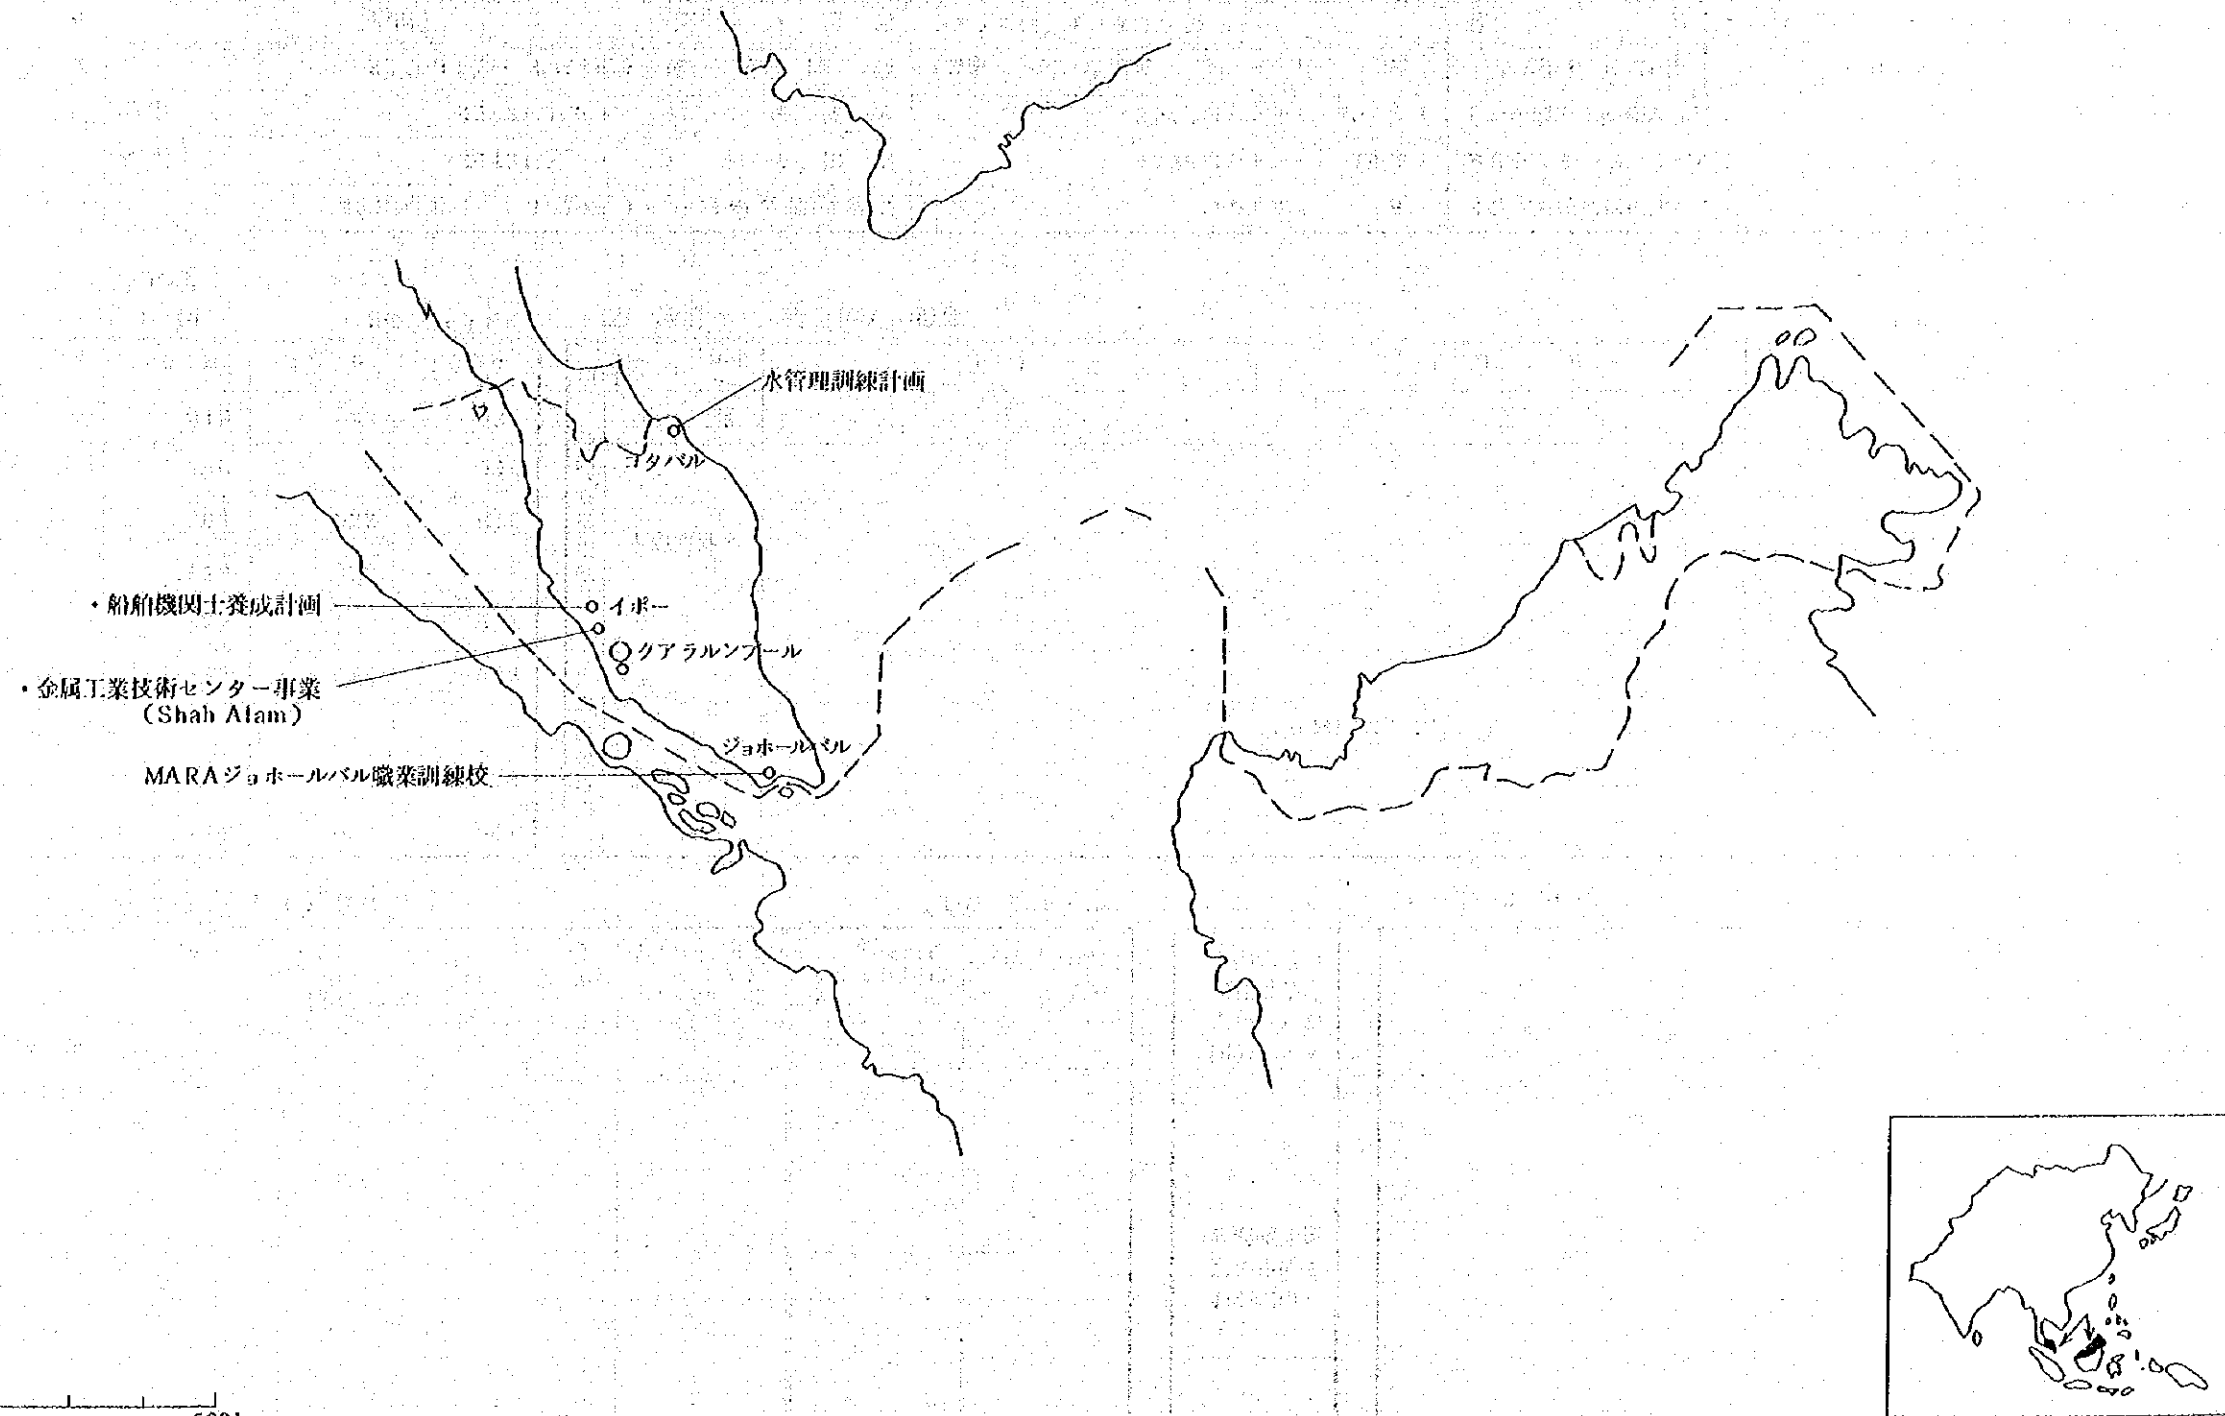 水管理訓練計画
コタバル
・船舶機関士養成計画
イポー
クアラルンプール
・金属工業技術センター事業
(Shah Alam)
ジョホールバル
MARAジョホールバル職業訓練校